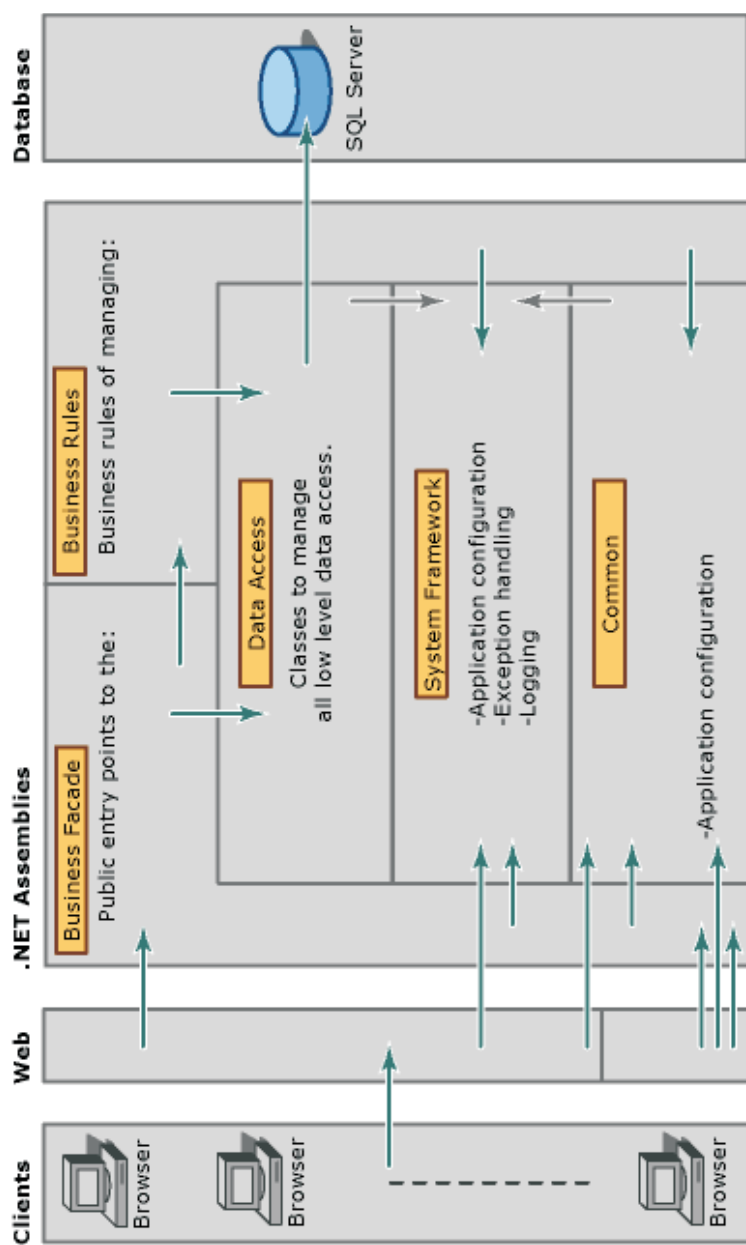 Clients
Browser
Browser
Browser
Web
.NET Assemblies
Business Facade
Public entry points to the:
Business Rules
Business rules of managing:
Data Access
Classes to manage
all low level data access.
System Framework
-Application configuration
-Exception handling
-Logging
Common
-Application configuration
Database
SQL Server